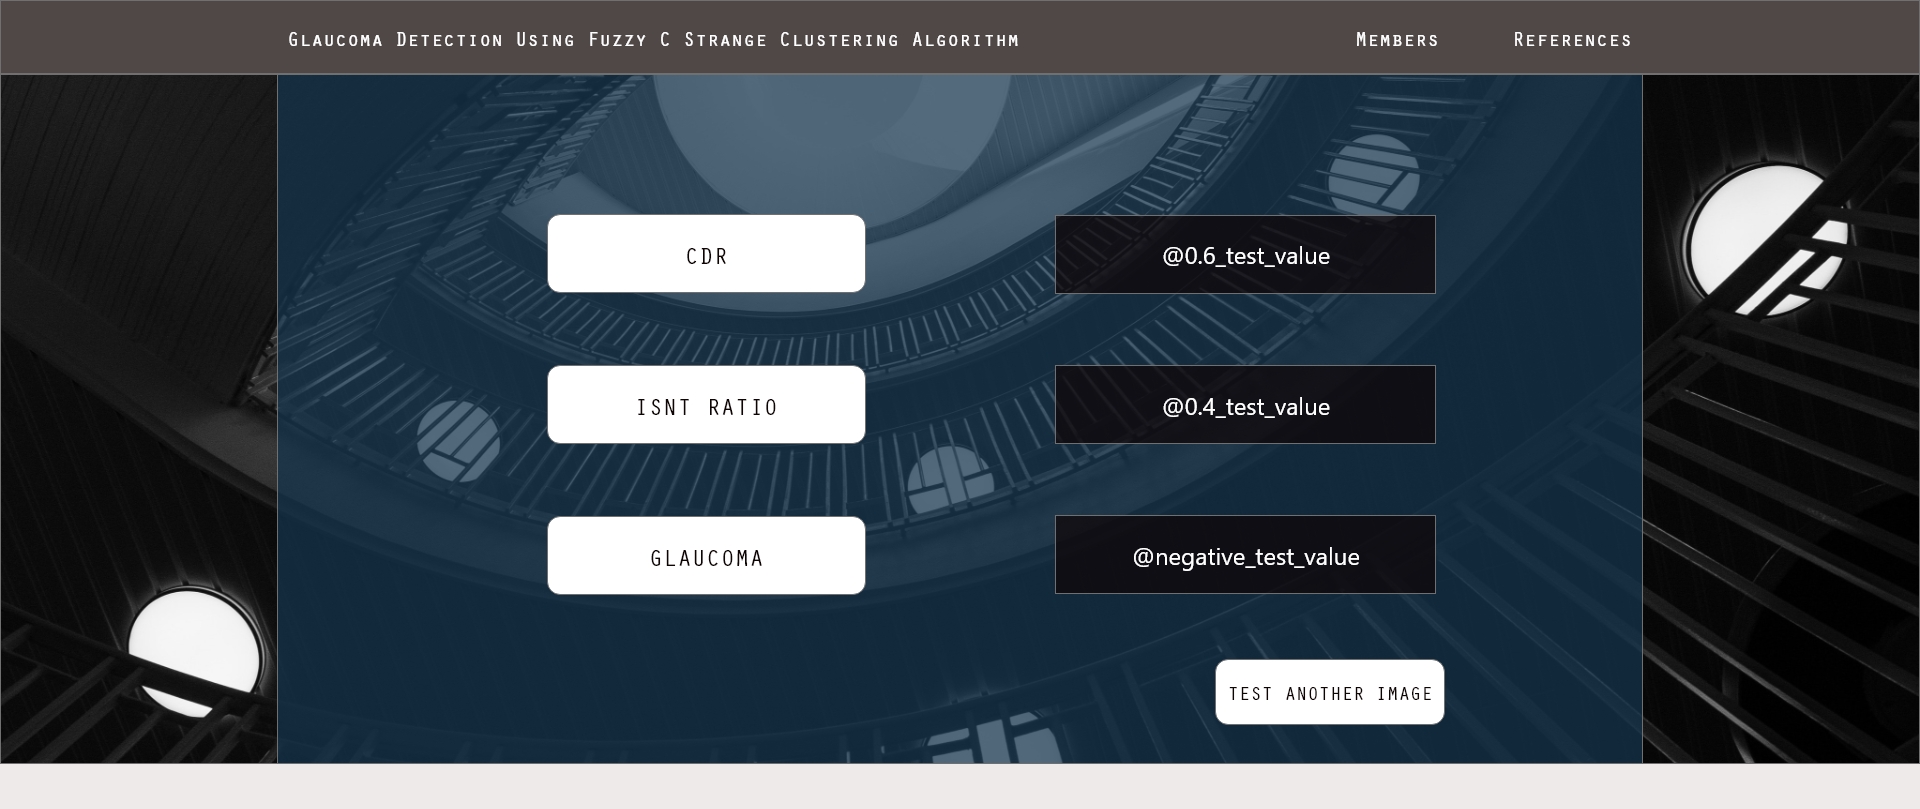 Glaucoma Detection Using Fuzzy C Strange Clustering Algorithm
Members
References
CDR
@0.6_test_value
ISNT RATIO
@0.4_test_value
GLAUCOMA
@negative_test_value
TEST ANOTHER IMAGE